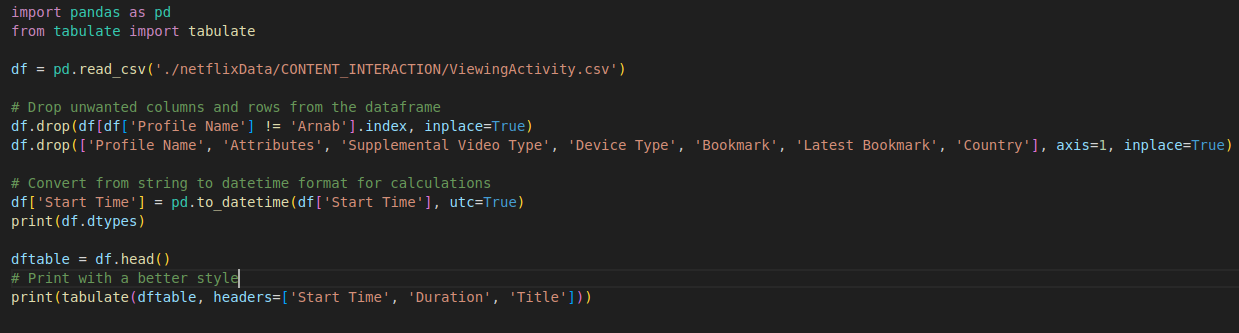 import pandas as pd
from tabulate import tabulate
df = pd.read_csv('./netflixData/CONTENT_INTERACTION/ViewingActivity.csv')
# Drop unwanted columns and rows from the dataframe
df.drop(df[df['Profile Name'] != 'Arnab'].index, inplace=True)
df.drop(['Profile Name', 'Attributes', 'Supplemental Video Type', 'Device Type', 'Bookmark', 'Latest Bookmark', 'Country'], axis=1, inplace=True)
# Convert from string to datetime format for calculations
df['Start Time'] = pd.to_datetime(df['Start Time'], utc=True)
print(df.dtypes)
dftable = df.head()
# Print with a better style
print(tabulate(dftable, headers=['Start Time', 'Duration', 'Title']))